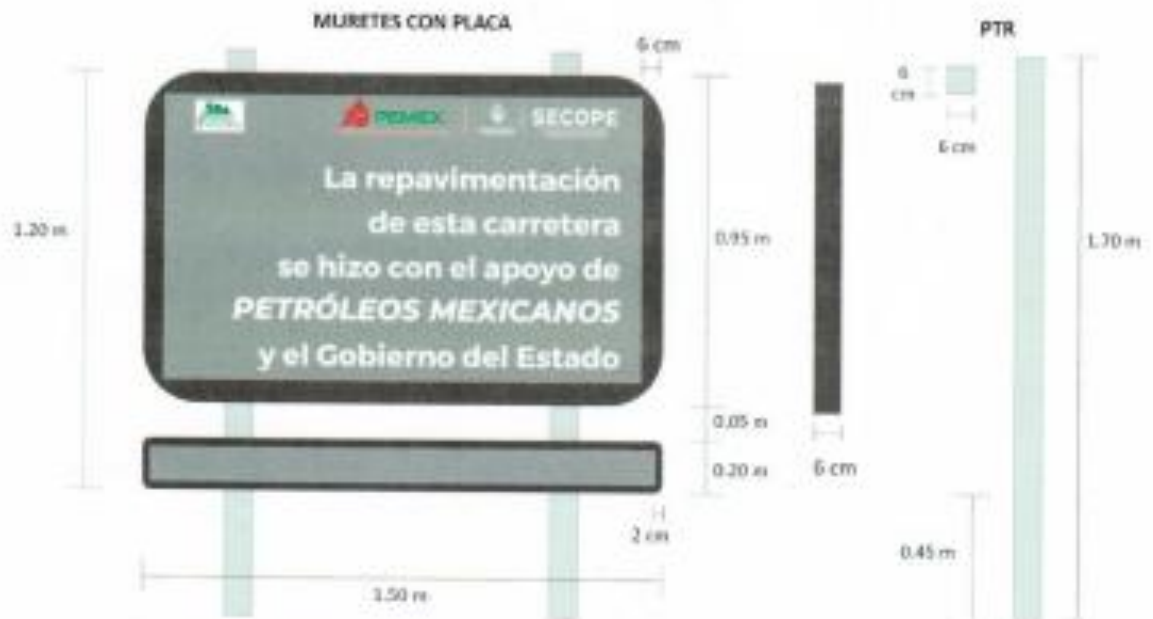 MURETES CON PLACA
PTR
6 cm
6 cm
6 cm
PEMEX
SECOPE
La repavimentación
de esta carretera
se hizo con el apoyo de
PETRÓLEOS MEXICANOS
y el Gobierno del Estado
1.20 m
0.95 m
1.70 m
0.05 m
0.20 m
6 cm
2 cm
0.45 m
1.50 m